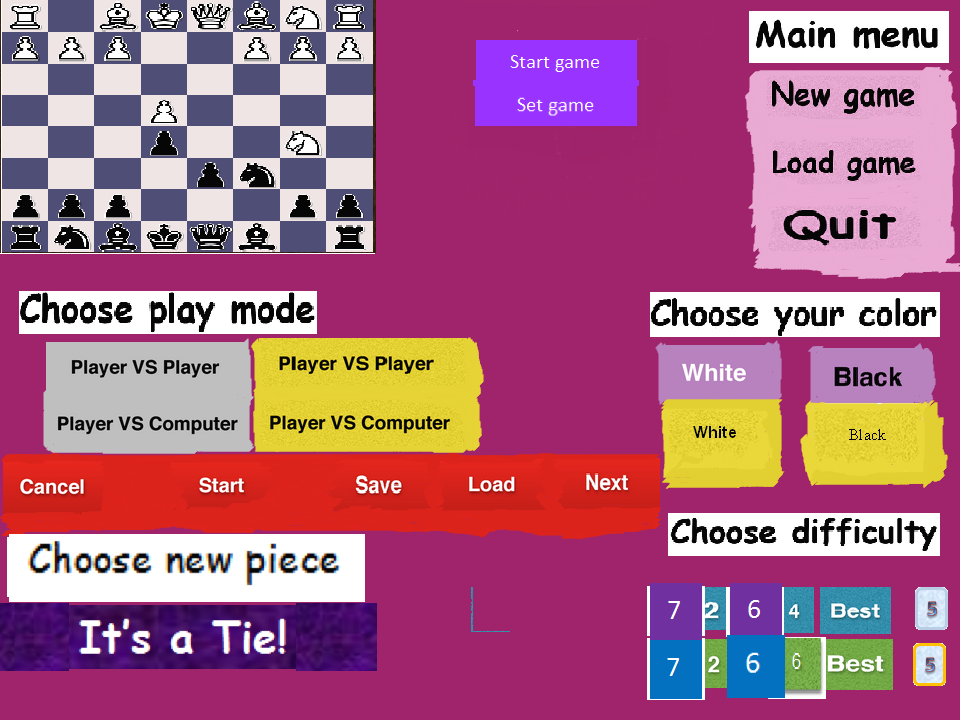 Main menu
Start game
Set game
New game
Load game
Quit
Choose play mode
Choose your color
Player VS Player
Player VS Player
Player VS Computer
Player VS Computer
White
Black
White
Black
Cancel
Start
Save
Load
Next
Choose difficulty
Choose new piece
It's a Tie!
7 2 6 4 Best 5
7 2 6 6 Best 5